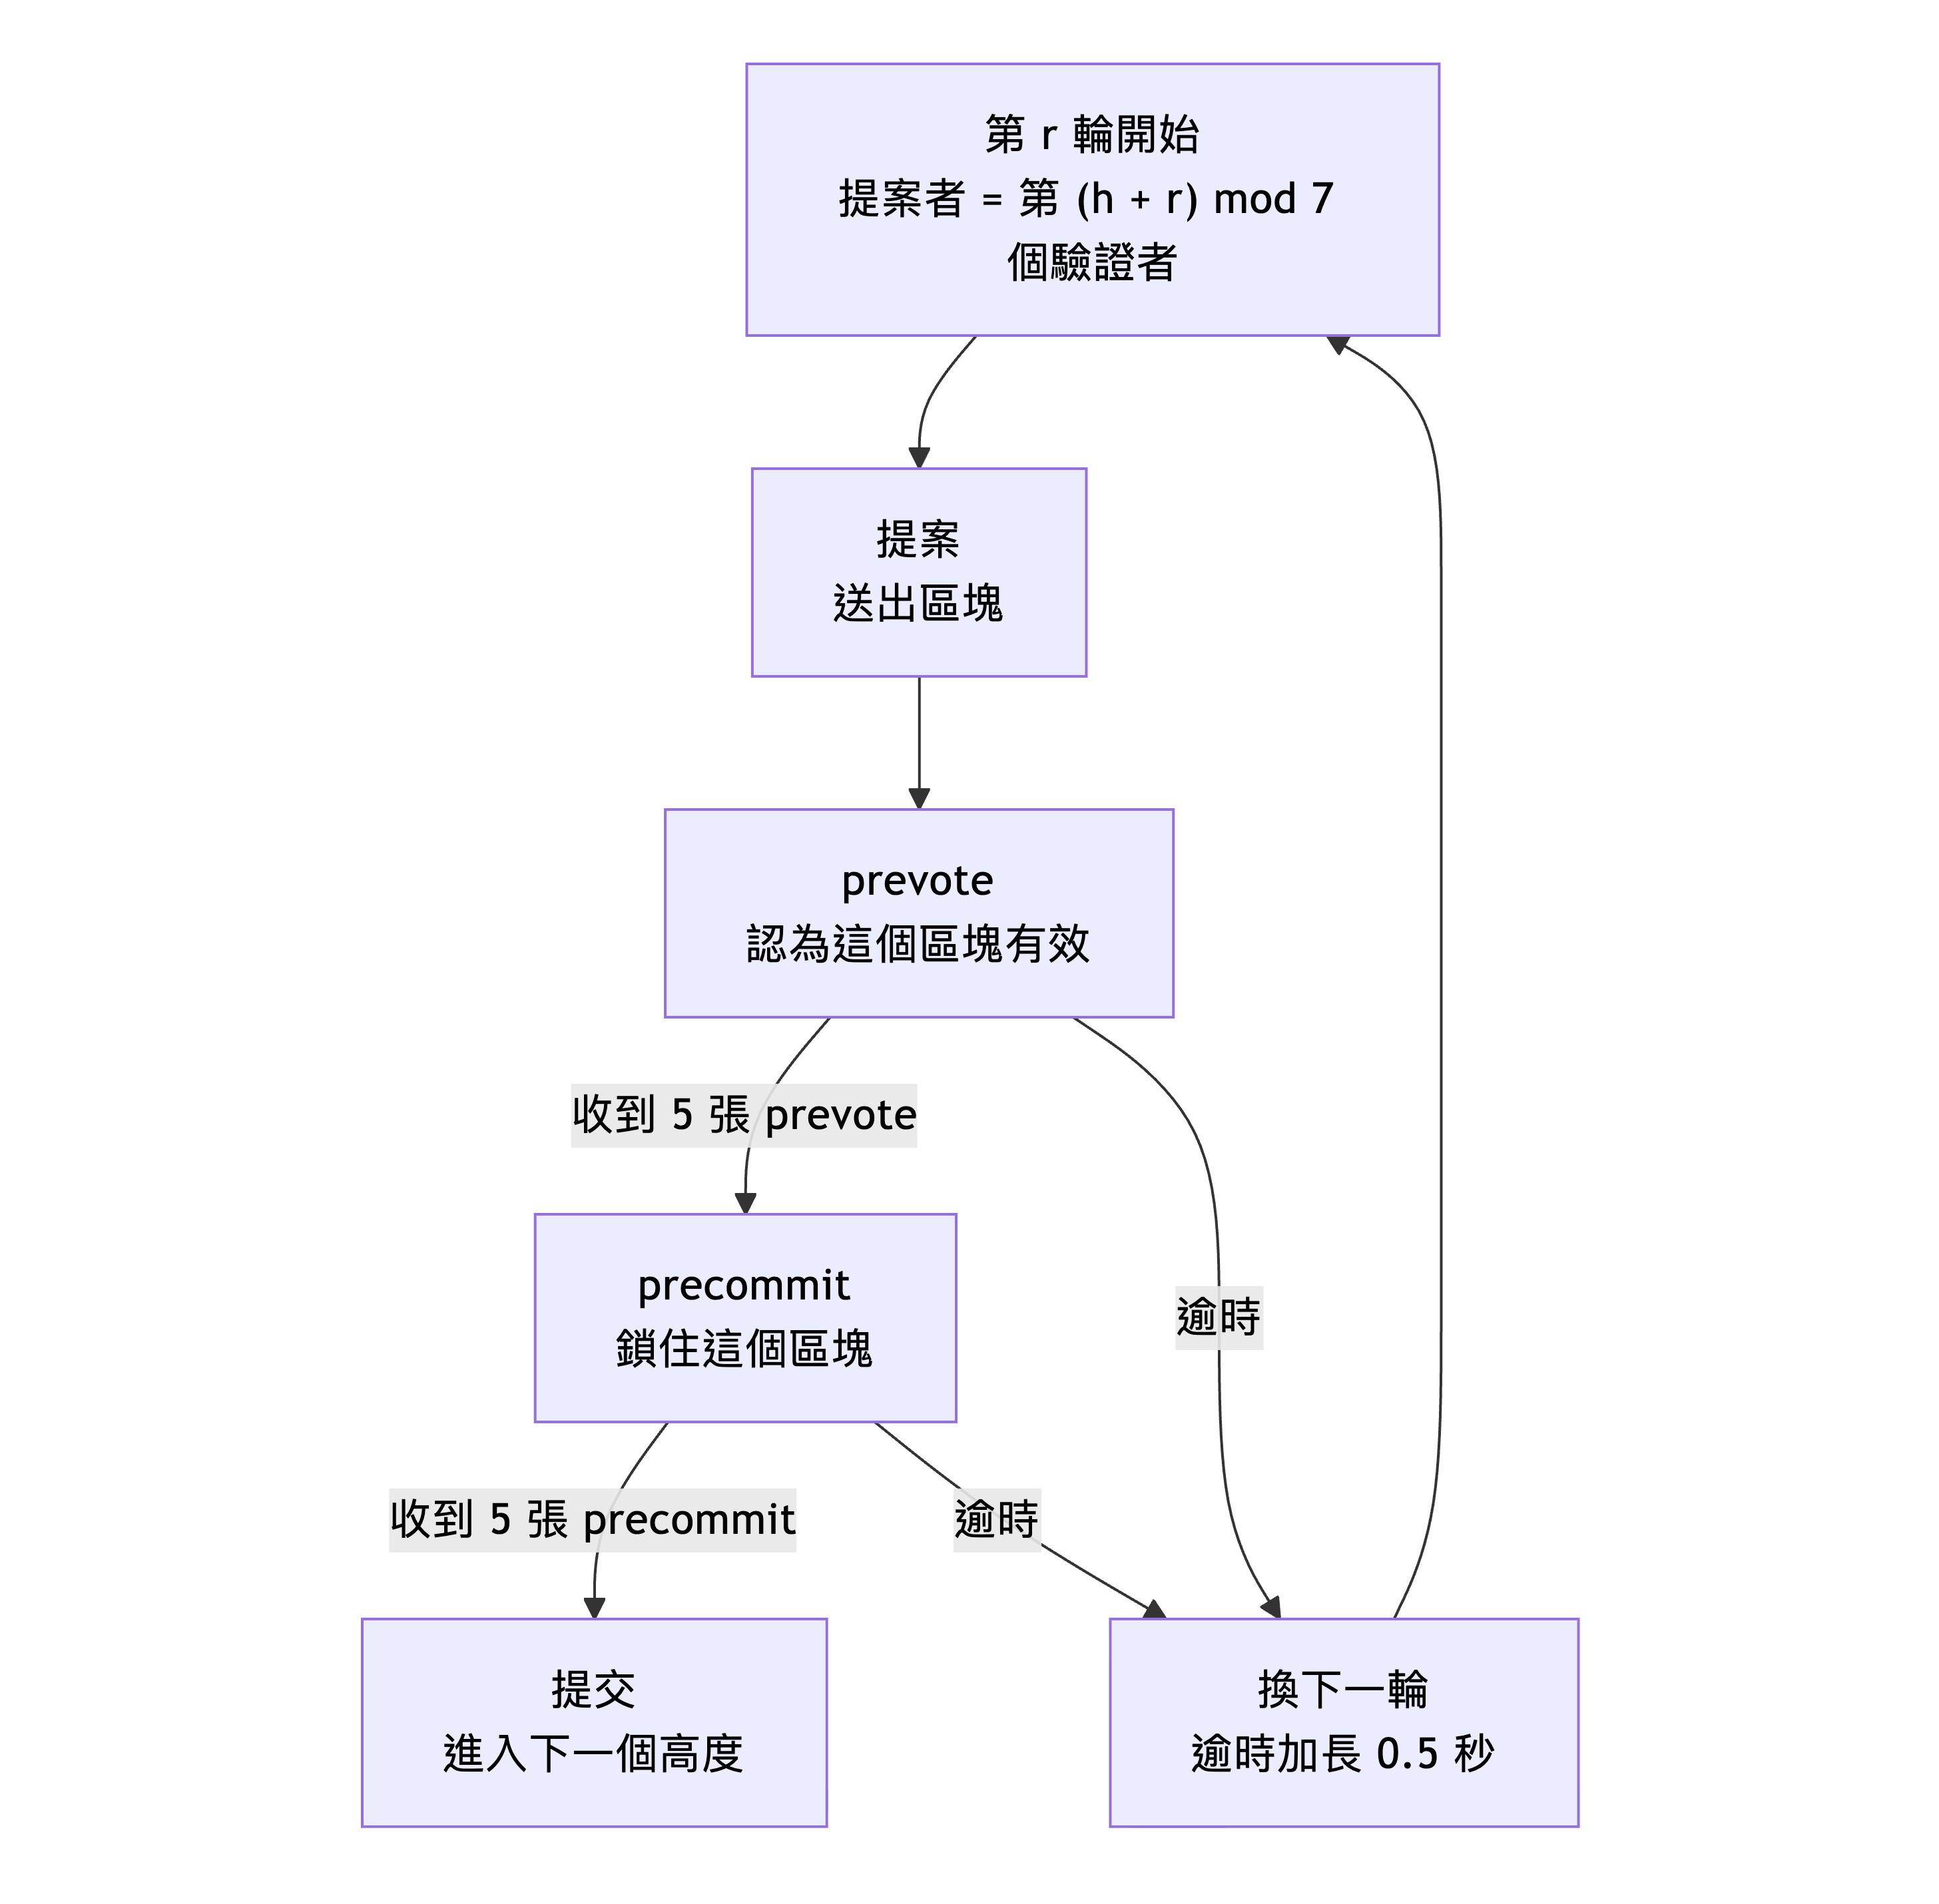 第 r 輪開始
提案者 = 第 (h + r) mod 7
個驗證者
提案
送出區塊
prevote
認為這個區塊有效
收到 5 張 prevote
precommit
鎖住這個區塊
逾時
收到 5 張 precommit
逾時
提交
進入下一個高度
換下一輪
逾時加長 0.5 秒